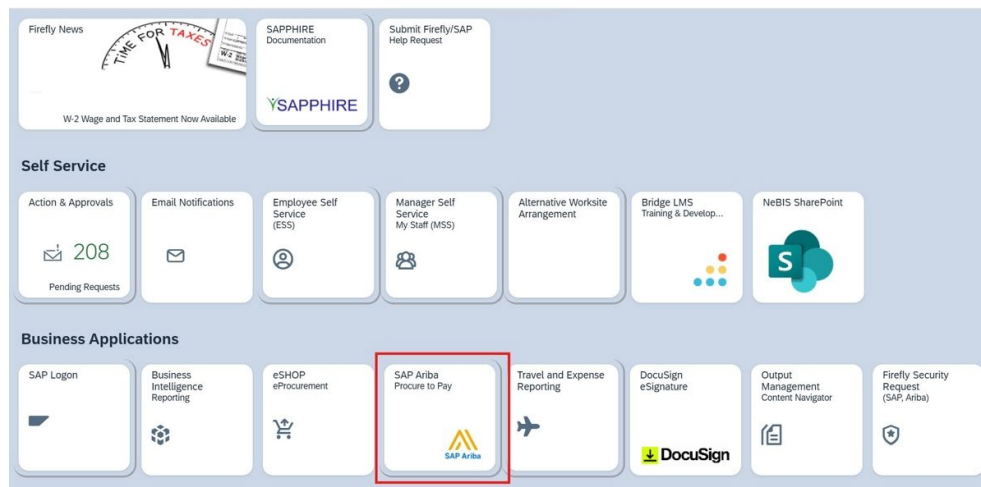 Firefly News
TIME FOR TAXES
W-2
W-2 Wage and Tax Statement Now Available
SAPPHIRE
Documentation
SAPPHIRE
Submit Firefly/SAP
Help Request
Self Service
Action & Approvals
208
Pending Requests
Email Notifications
Employee Self
Service
(ESS)
Manager Self
Service
My Staff (MSS)
Alternative Worksite
Arrangement
Bridge LMS
Training & Develop...
NeBIS SharePoint
S
Business Applications
SAP Logon
Business
Intelligence
Reporting
eSHOP
eProcurement
SAP Ariba
Procure to Pay
SAP Ariba
Travel and Expense
Reporting
DocuSign
eSignature
DocuSign
Output
Management
Content Navigator
Firefly Security
Request
(SAP, Ariba)